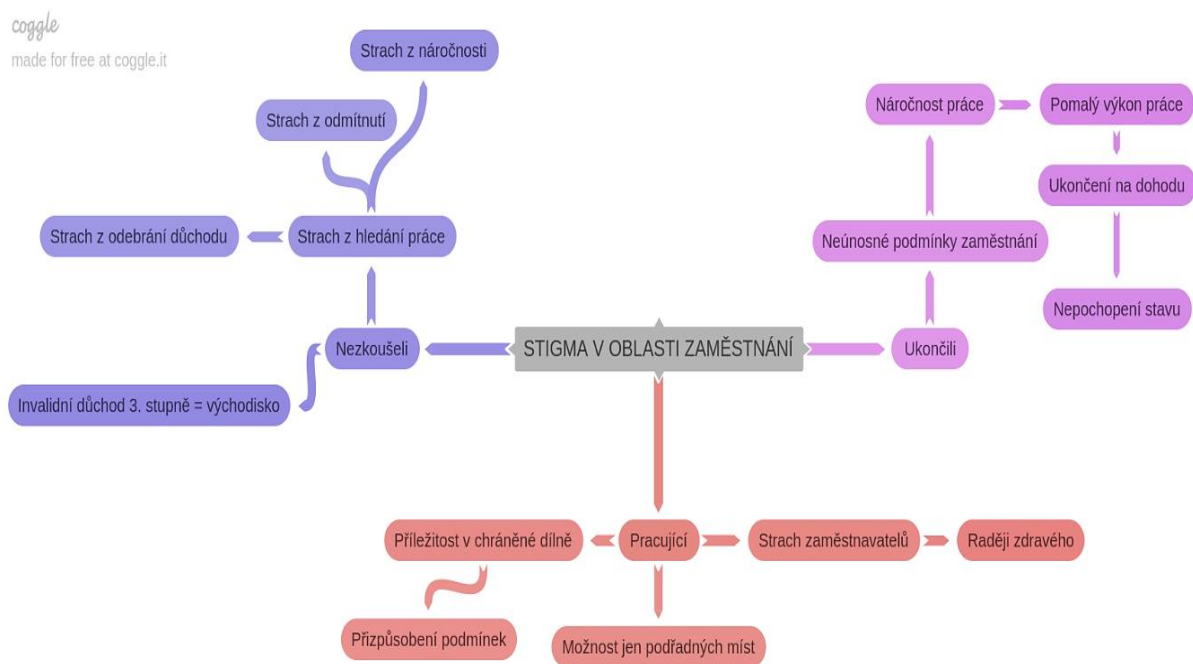 coggle
made for free at coggle.it
Strach z náročnosti
Strach z odmítnutí
Strach z odebrání důchodu
Strach z hledání práce
Nezkoušeli
Invalidní důchod 3. stupně = východisko
STIGMA V OBLASTI ZAMĚSTNÁNÍ
Náročnost práce
Pomalý výkon práce
Ukončení na dohodu
Neúnosné podmínky zaměstnání
Nepochopení stavu
Ukončili
Příležitost v chráněné dílně
Pracující
Strach zaměstnavatelů
Raději zdravého
Přizpůsobení podmínek
Možnost jen podřadných míst